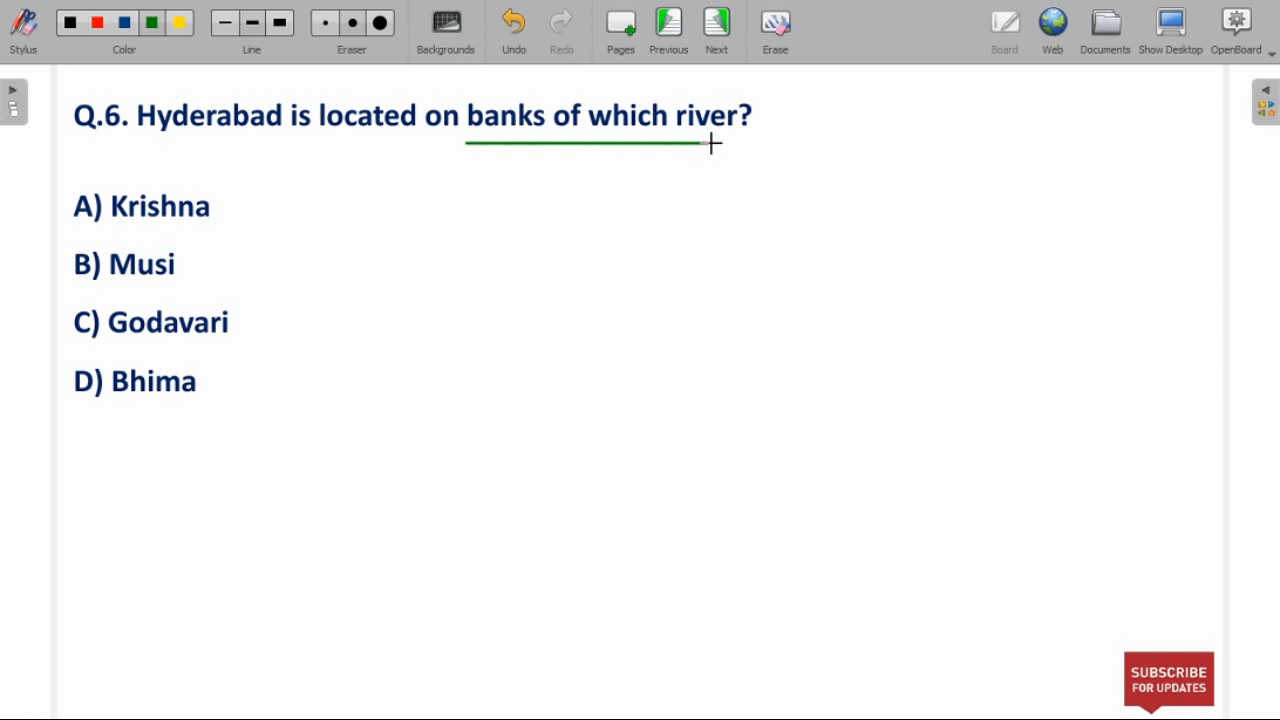 Stylus
Color
Line
Eraser
Backgrounds
Undo
Redo
Pages
Previous
Next
Erase
Board
Web
Documents
Show Desktop
OpenBoard
Q.6. Hyderabad is located on banks of which river?
A) Krishna
B) Musi
C) Godavari
D) Bhima
SUBSCRIBE
FOR UPDATES